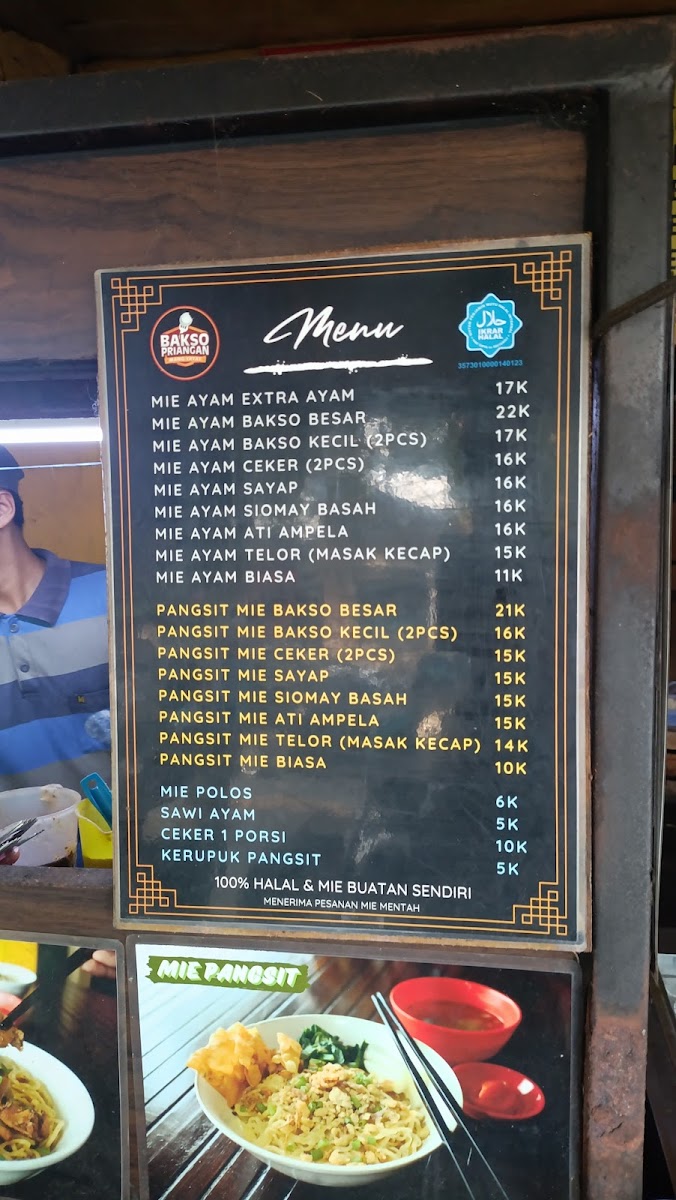 BAKSO
PRIANGAN
Menu
حلال
IKRAR
HALAL
3573010000140123
MIE AYAM EXTRA AYAM 17K
MIE AYAM BAKSO BESAR 22K
MIE AYAM BAKSO KECIL (2PCS) 17K
MIE AYAM CEKER (2PCS) 16K
MIE AYAM SAYAP 16K
MIE AYAM SIOMAY BASAH 16K
MIE AYAM ATI AMPELA 16K
MIE AYAM TELOR (MASAK KECAP) 15K
MIE AYAM BIASA 11K
PANGSIT MIE BAKSO BESAR 21K
PANGSIT MIE BAKSO KECIL (2PCS) 16K
PANGSIT MIE CEKER (2PCS) 15K
PANGSIT MIE SAYAP 15K
PANGSIT MIE SIOMAY BASAH 15K
PANGSIT MIE ATI AMPELA 15K
PANGSIT MIE TELOR (MASAK KECAP) 14K
PANGSIT MIE BIASA 10K
MIE POLOS 6K
SAWI AYAM 5K
CEKER 1 PORSI 10K
KERUPUK PANGSIT 5K
100% HALAL & MIE BUATAN SENDIRI
MENERIMA PESANAN MIE MENTAH
MIE PANGSIT